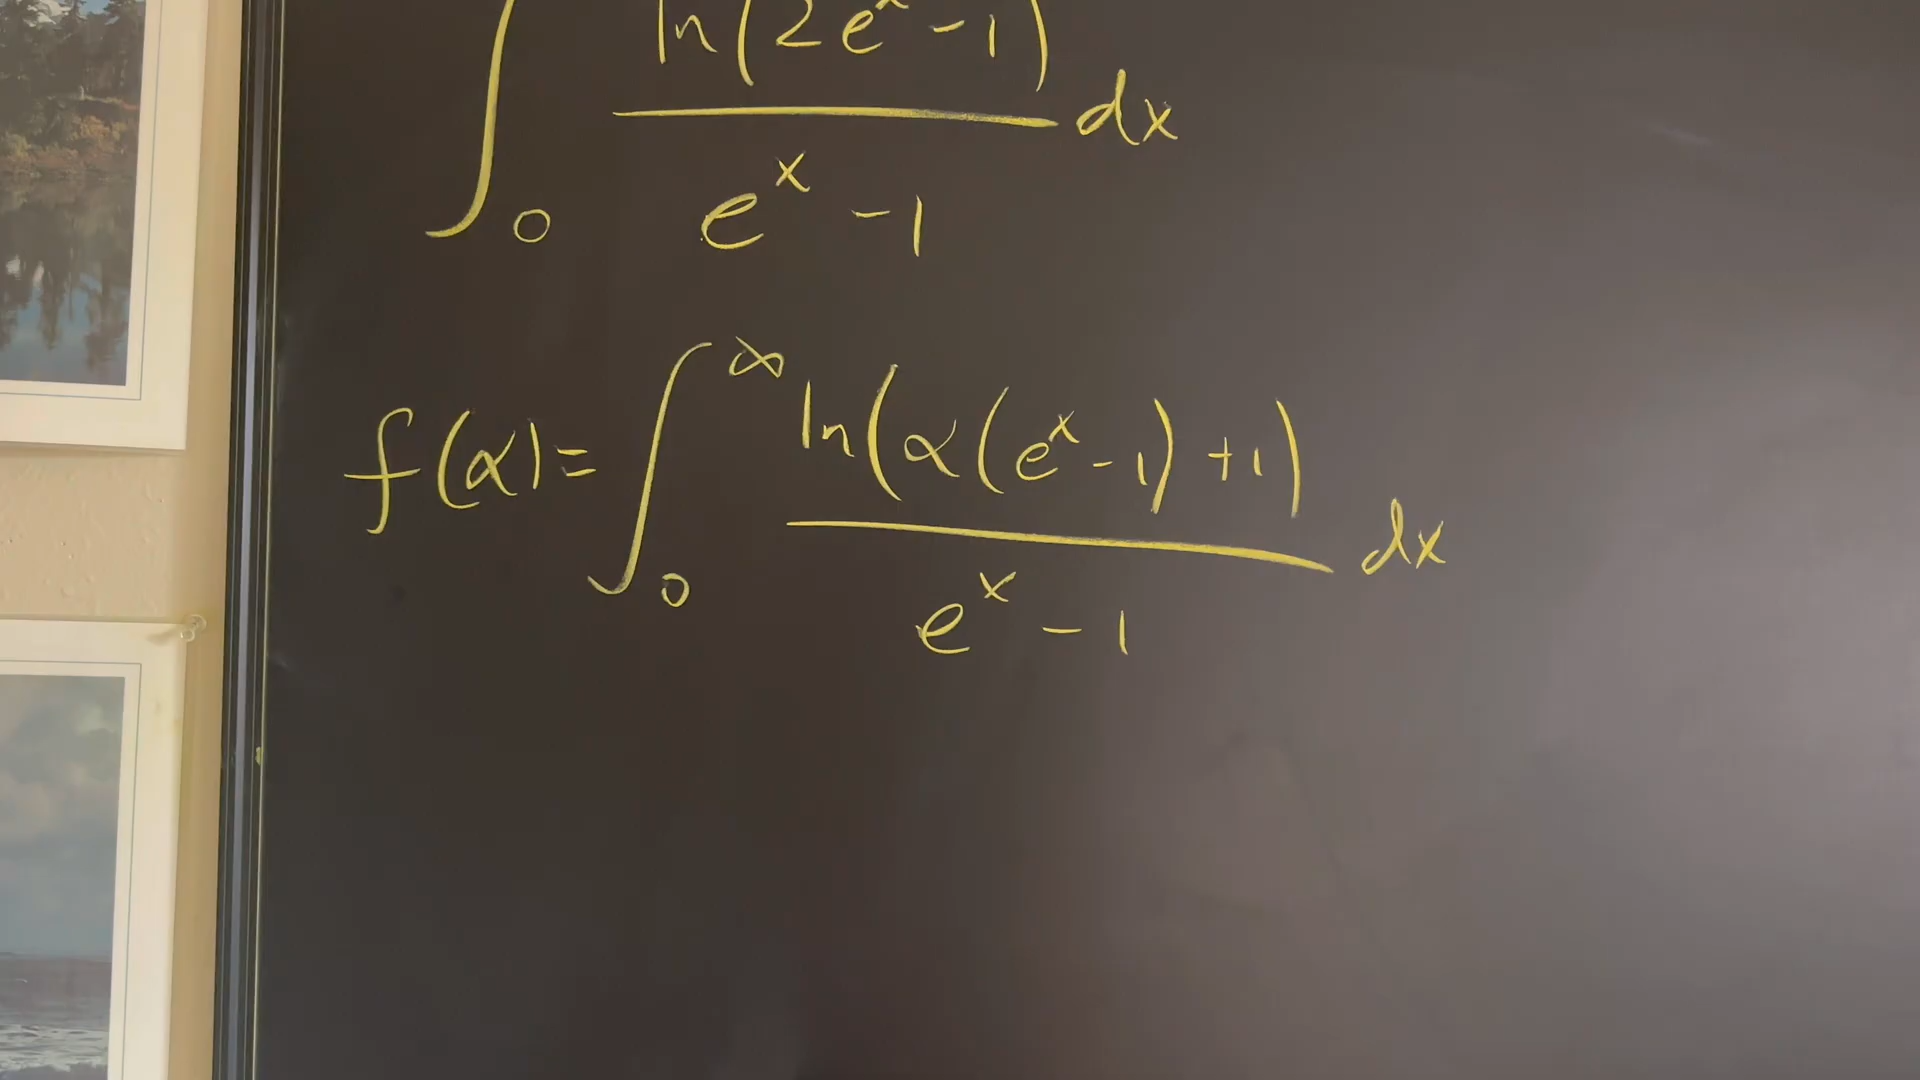 ∫₀ ln(2eˣ-1)/(eˣ-1) dx
f(α)= ∫₀^∞ ln(α(eˣ-1)+1)/(eˣ-1) dx